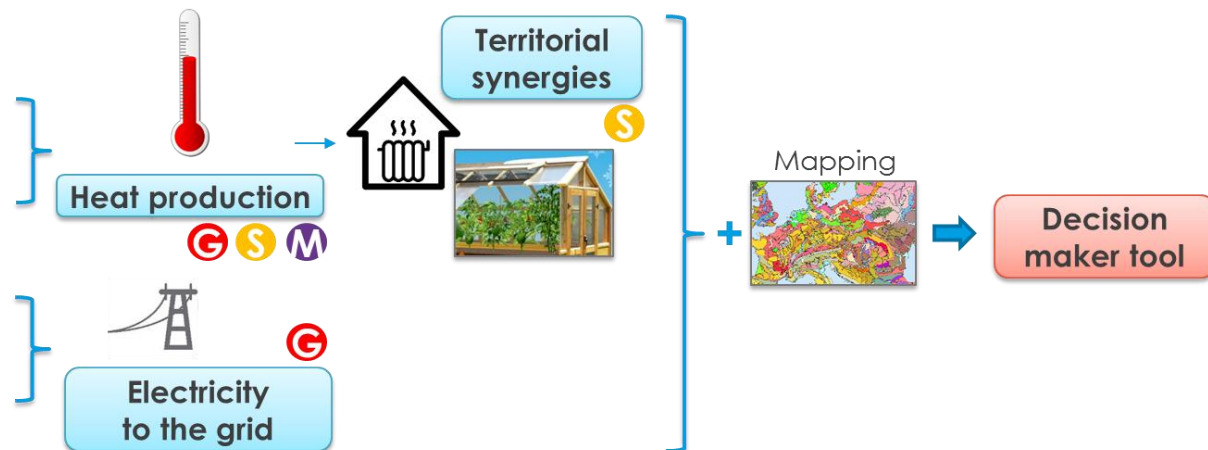 Territorial
synergies
S
Heat production
G S M
Mapping
+
Decision
maker tool
G
Electricity
to the grid